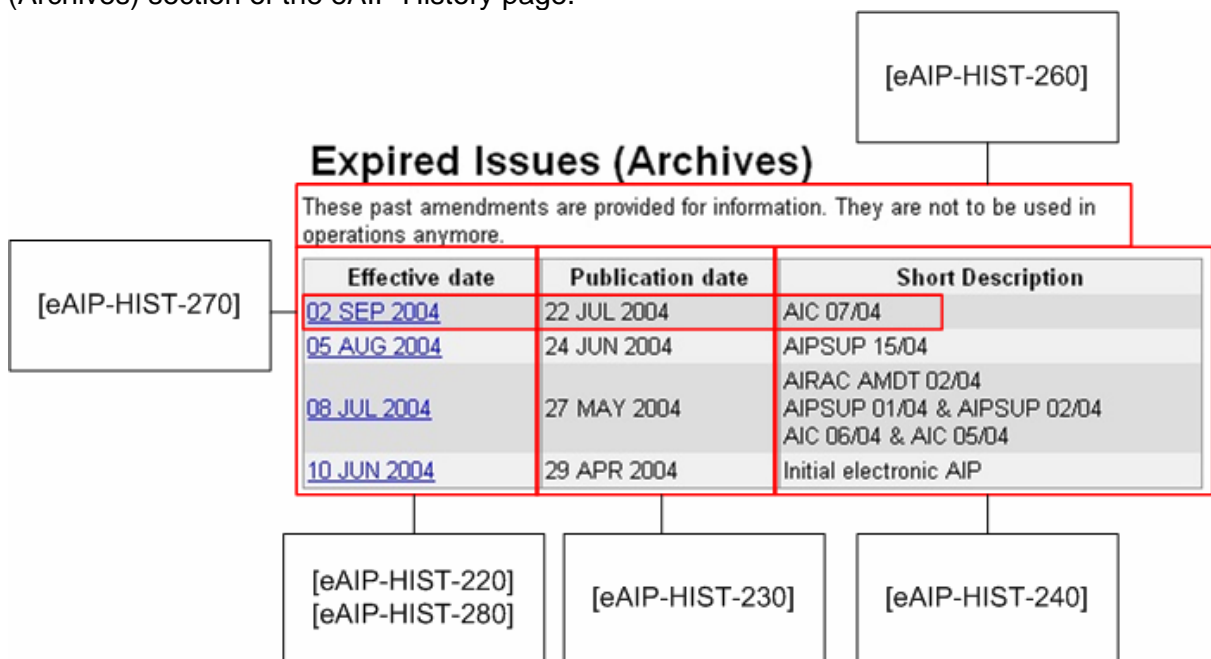 (Archives) section of the eAIP History page.
[eAIP-HIST-260]
Expired Issues (Archives)
These past amendments are provided for information. They are not to be used in
operations anymore.
[eAIP-HIST-270]
Effective date Publication date Short Description
02 SEP 2004 22 JUL 2004 AIC 07/04
05 AUG 2004 24 JUN 2004 AIPSUP 15/04
08 JUL 2004 27 MAY 2004 AIRAC AMDT 02/04
AIPSUP 01/04 & AIPSUP 02/04
AIC 06/04 & AIC 05/04
10 JUN 2004 29 APR 2004 Initial electronic AIP
[eAIP-HIST-220]
[eAIP-HIST-280]
[eAIP-HIST-230]
[eAIP-HIST-240]